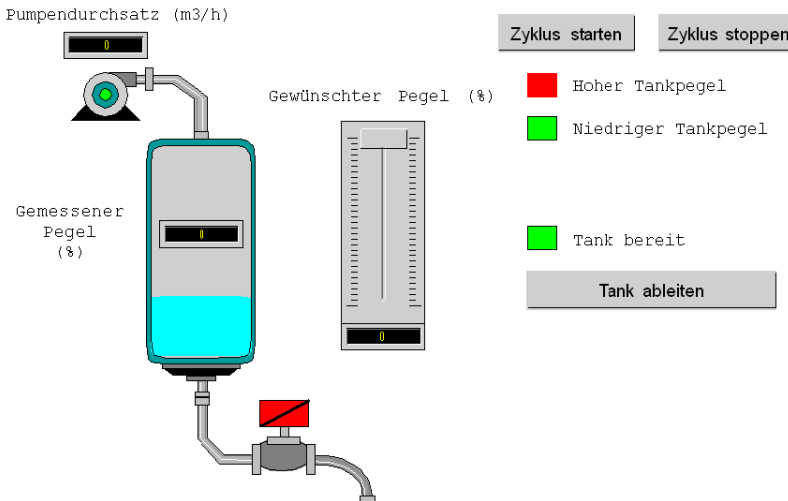 Pumpendurchsatz (m3/h)
0
Zyklus starten
Zyklus stoppen
Hoher Tankpegel
Gewünschter Pegel (%)
Niedriger Tankpegel
Gemessener
Pegel
(%)
0
Tank bereit
Tank ableiten
0